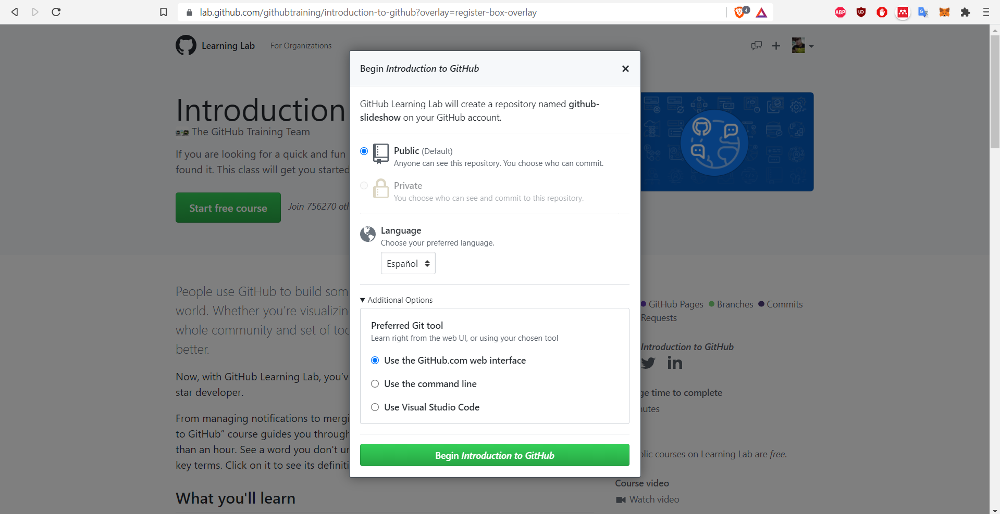 lab.github.com/githubtraining/introduction-to-github?overlay=register-box-overlay
4
ABP
Learning Lab
For Organizations
Begin Introduction to GitHub
GitHub Learning Lab will create a repository named github-
slideshow on your GitHub account.
Public (Default)
Anyone can see this repository. You choose who can commit.
Private
You choose who can see and commit to this repository.
Language
Choose your preferred language.
Español
Additional Options
Preferred Git tool
Learn right from the web UI, or using your chosen tool
Use the GitHub.com web interface
Use the command line
Use Visual Studio Code
Begin Introduction to GitHub
Introduction
The GitHub Training Team
If you are looking for a quick and fun
found it. This class will get you started
Start free course
Join 756270 oth
People use GitHub to build som
world. Whether you’re visualizin
whole community and set of too
better.
Now, with GitHub Learning Lab, you’v
star developer.
From managing notifications to mergi
to GitHub” course guides you through
than an hour. See a word you don't un
key terms. Click on it to see its definiti
What you'll learn
GitHub Pages Branches Commits
Requests
Introduction to GitHub
ge time to complete
nutes
blic courses on Learning Lab are free.
Course video
Watch video